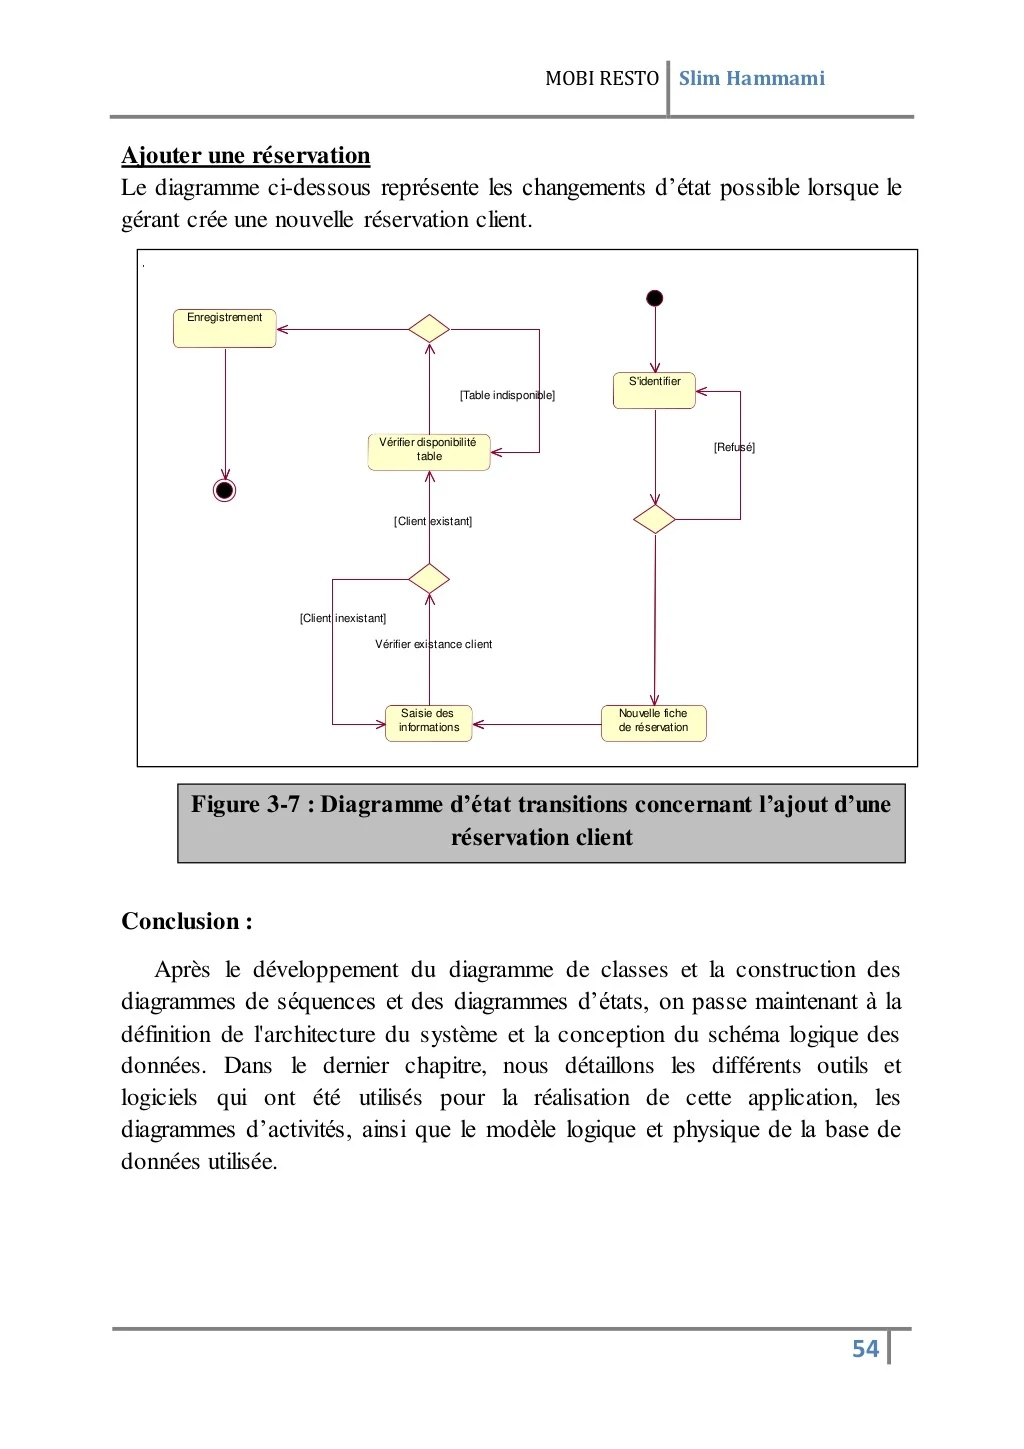 MOBI RESTO Slim Hammami
Ajouter une réservation
Le diagramme ci-dessous représente les changements d’état possible lorsque le
gérant crée une nouvelle réservation client.
.
Enregistrement
S'identifier
[Table indisponible]
[Refusé]
Vérifier disponibilité
table
[Client existant]
[Client inexistant]
Vérifier existance client
Saisie des
informations
Nouvelle fiche
de réservation
Figure 3-7 : Diagramme d’état transitions concernant l’ajout d’une
réservation client
Conclusion :
Après le développement du diagramme de classes et la construction des
diagrammes de séquences et des diagrammes d’états, on passe maintenant à la
définition de l'architecture du système et la conception du schéma logique des
données. Dans le dernier chapitre, nous détaillons les différents outils et
logiciels qui ont été utilisés pour la réalisation de cette application, les
diagrammes d’activités, ainsi que le modèle logique et physique de la base de
données utilisée.
54